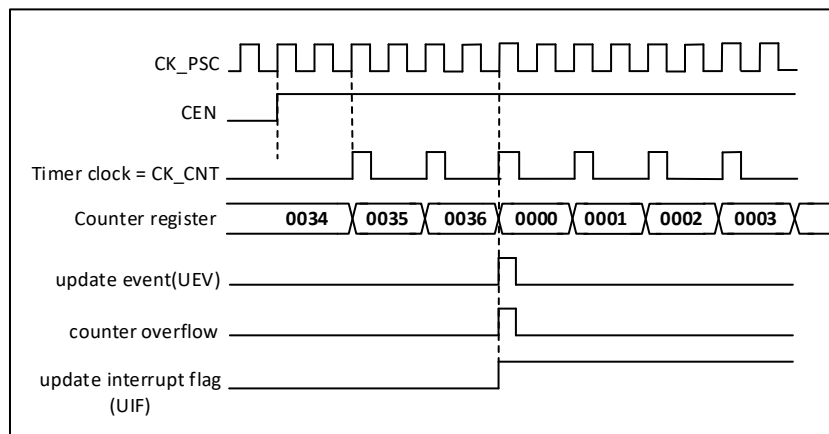 CK_PSC
CEN
Timer clock = CK_CNT
Counter register 0034 0035 0036 0000 0001 0002 0003
update event(UEV)
counter overflow
update interrupt flag
(UIF)